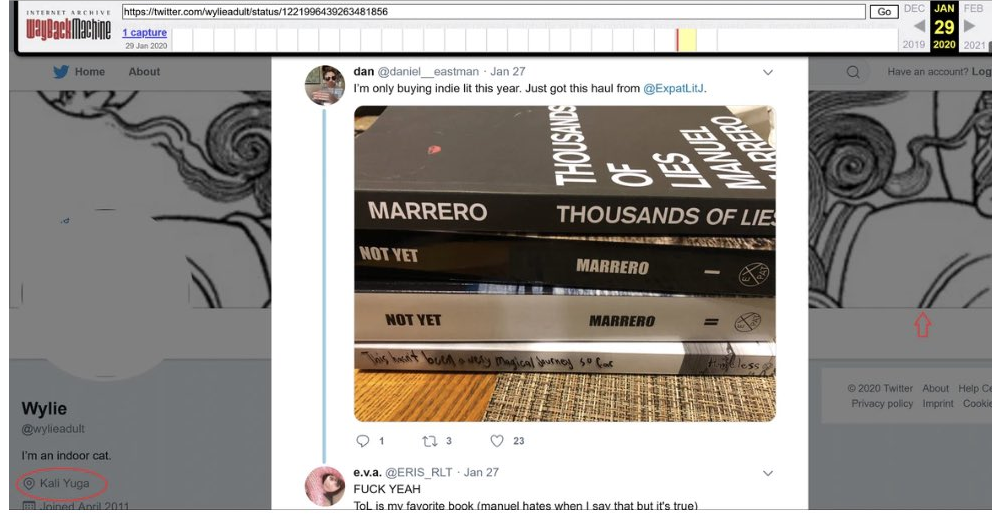 INTERNET ARCHIVE
WayBackMachine
https://twitter.com/wylieadult/status/1221996439263481856
Go
1 capture
29 Jan 2020
DEC JAN FEB
29
2019 2020 2021
Home About
Have an account? Log
dan @daniel__eastman · Jan 27
I'm only buying indie lit this year. Just got this haul from @ExpatLitJ.
THOUSANDS
OF
LIES
MANUEL
MARRERO
MARRERO THOUSANDS OF LIES
NOT YET MARRERO –
NOT YET MARRERO =
This hasn't been a very magical journey so far
1 3 23
e.v.a. @ERIS_RLT · Jan 27
FUCK YEAH
ToL is my favorite book (manuel hates when I say that but it's true)
Wylie
@wylieadult
I'm an indoor cat.
Kali Yuga
Joined April 2011
© 2020 Twitter About Help Ce
Privacy policy Imprint Cookie